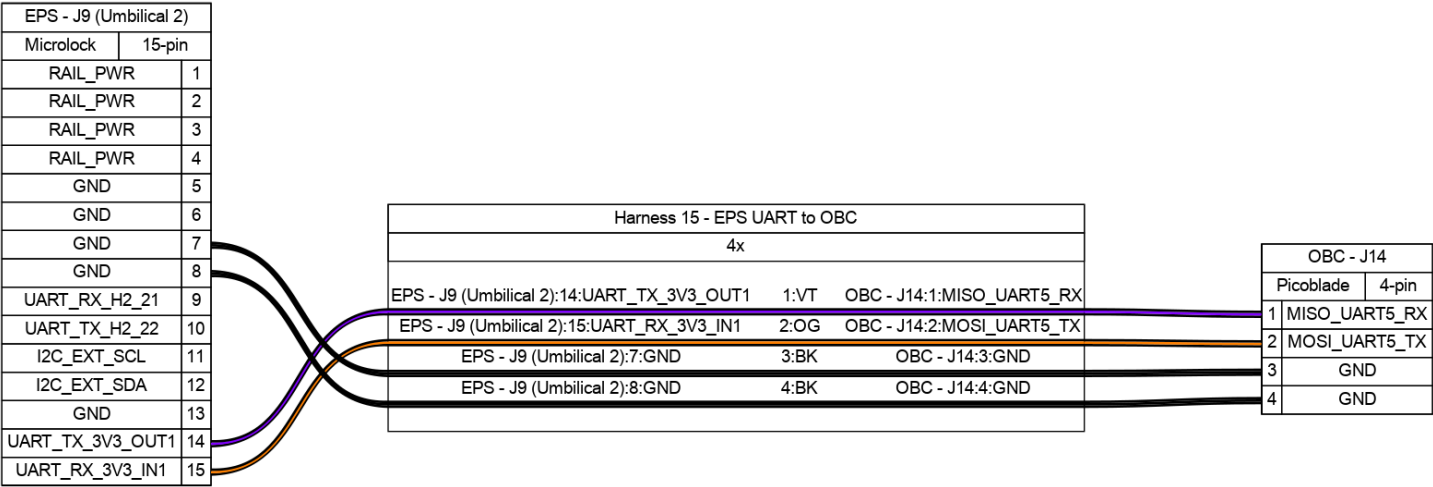 EPS - J9 (Umbilical 2)
Microlock 15-pin
RAIL_PWR 1
RAIL_PWR 2
RAIL_PWR 3
RAIL_PWR 4
GND 5
GND 6
GND 7
GND 8
UART_RX_H2_21 9
UART_TX_H2_22 10
I2C_EXT_SCL 11
I2C_EXT_SDA 12
GND 13
UART_TX_3V3_OUT1 14
UART_RX_3V3_IN1 15
Harness 15 - EPS UART to OBC
4x
EPS - J9 (Umbilical 2):14:UART_TX_3V3_OUT1 1:VT OBC - J14:1:MISO_UART5_RX
EPS - J9 (Umbilical 2):15:UART_RX_3V3_IN1 2:OG OBC - J14:2:MOSI_UART5_TX
EPS - J9 (Umbilical 2):7:GND 3:BK OBC - J14:3:GND
EPS - J9 (Umbilical 2):8:GND 4:BK OBC - J14:4:GND
OBC - J14
Picoblade 4-pin
1 MISO_UART5_RX
2 MOSI_UART5_TX
3 GND
4 GND